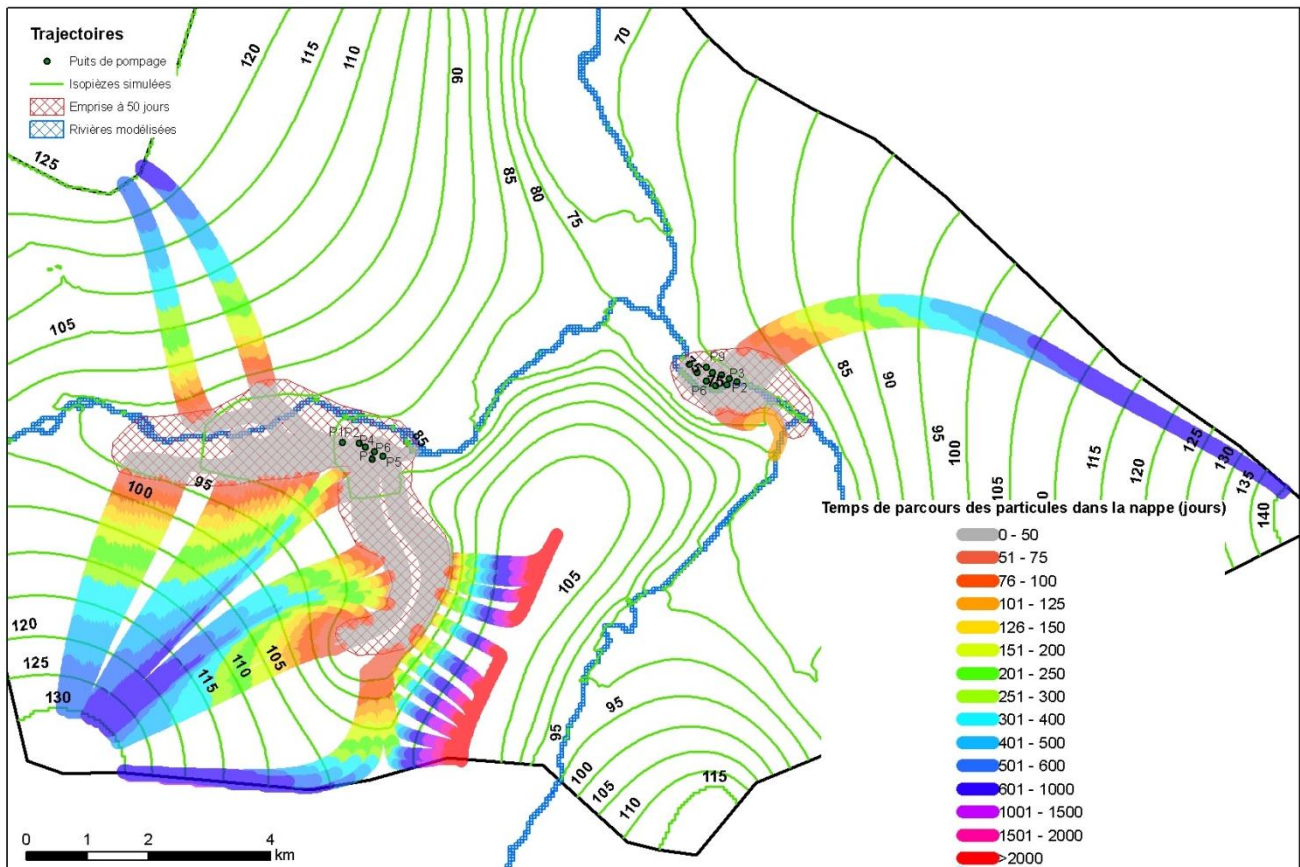 Trajectoires
Puits de pompage
Isopièzes simulées
Emprise à 50 jours
Rivières modélisées
120
115
110
90
70
125
85
80
75
105
75
P9
P3
P6
P2
85
90
95
100
105
0
115
120
125
130
135
140
P1
P2
P4
P6
P5
85
95
100
105
120
125
130
115
110
105
95
95
100
105
110
115
Temps de parcours des particules dans la nappe (jours)
0 - 50
51 - 75
76 - 100
101 - 125
126 - 150
151 - 200
201 - 250
251 - 300
301 - 400
401 - 500
501 - 600
601 - 1000
1001 - 1500
1501 - 2000
>2000
0 1 2 4
km